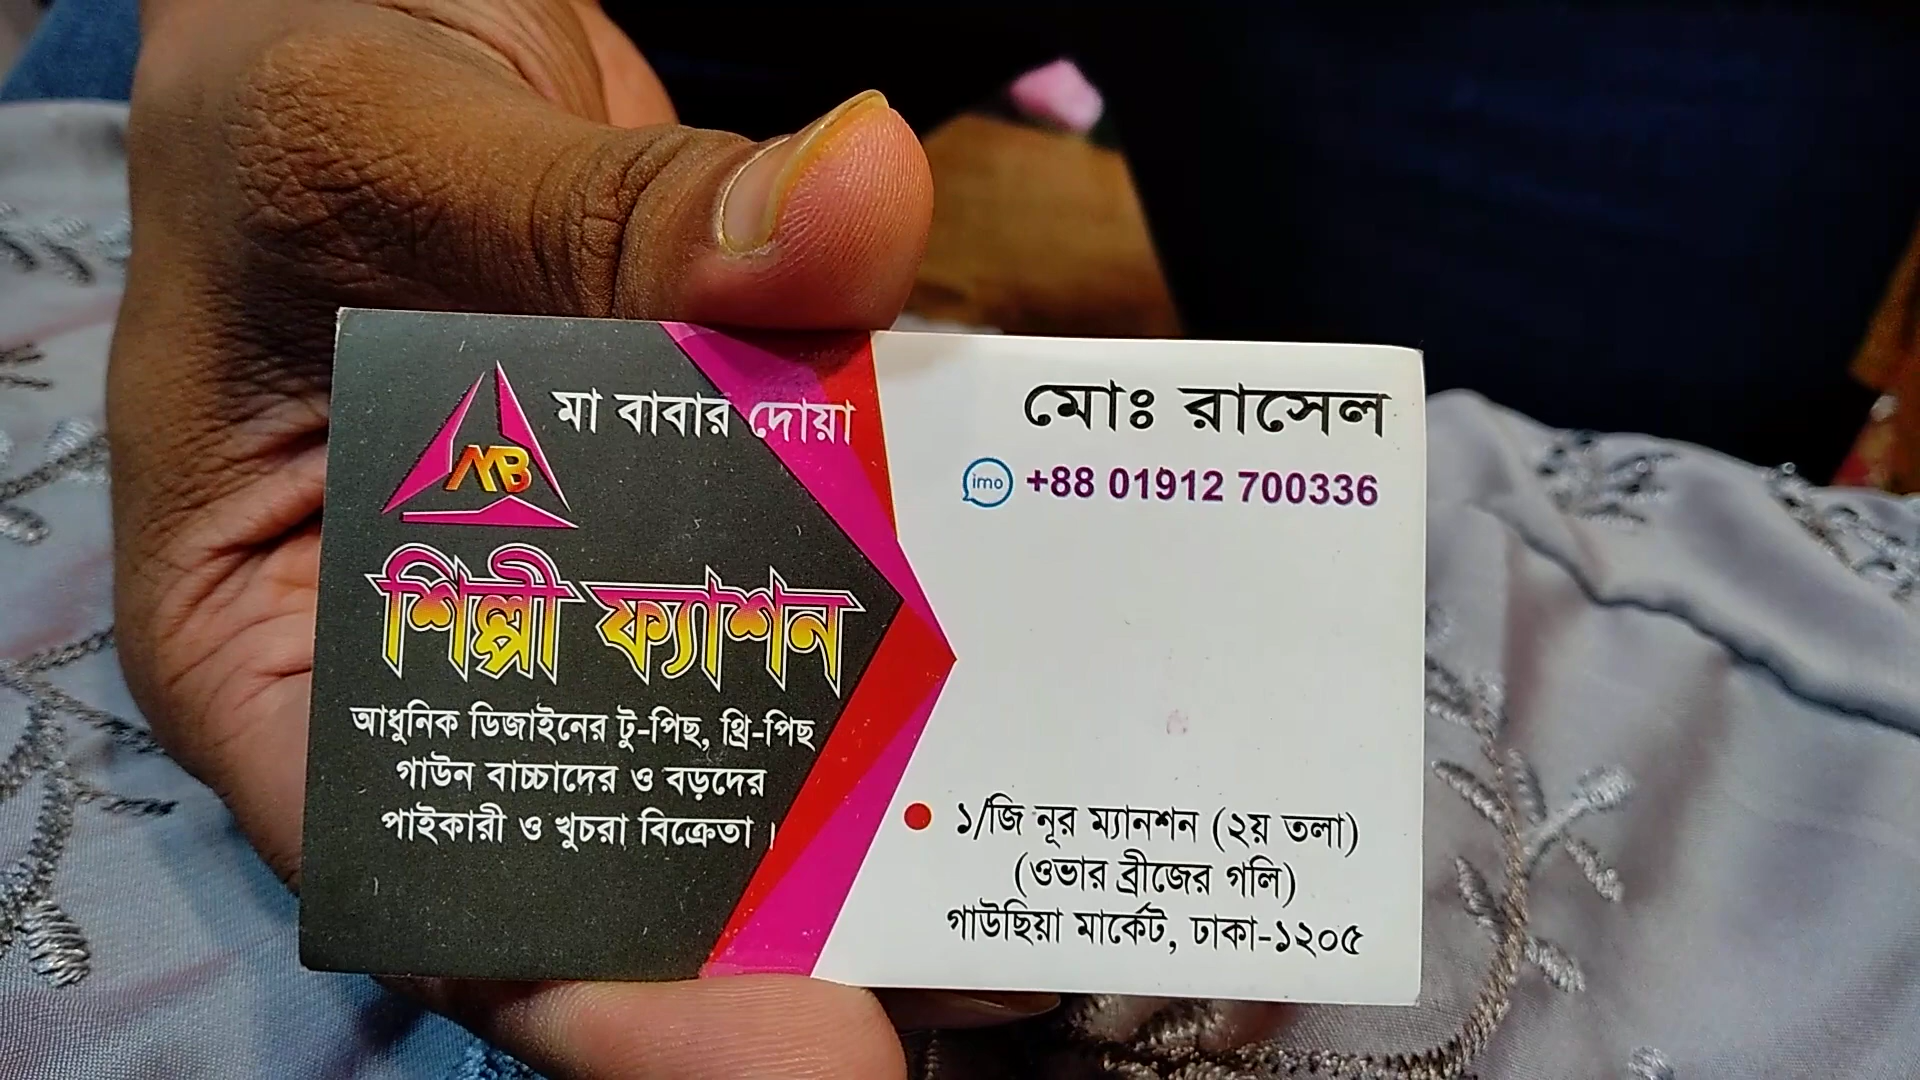 মা বাবার দোয়া
MB
শিল্পী ফ্যাশন
আধুনিক ডিজাইনের টু-পিছ, থ্রি-পিছ
গাউন বাচ্চাদের ও বড়দের
পাইকারী ও খুচরা বিক্রেতা।
মোঃ রাসেল
imo +88 01912 700336
১/জি নূর ম্যানশন (২য় তলা)
(ওভার ব্রীজের গলি)
গাউছিয়া মার্কেট, ঢাকা-১২০৫